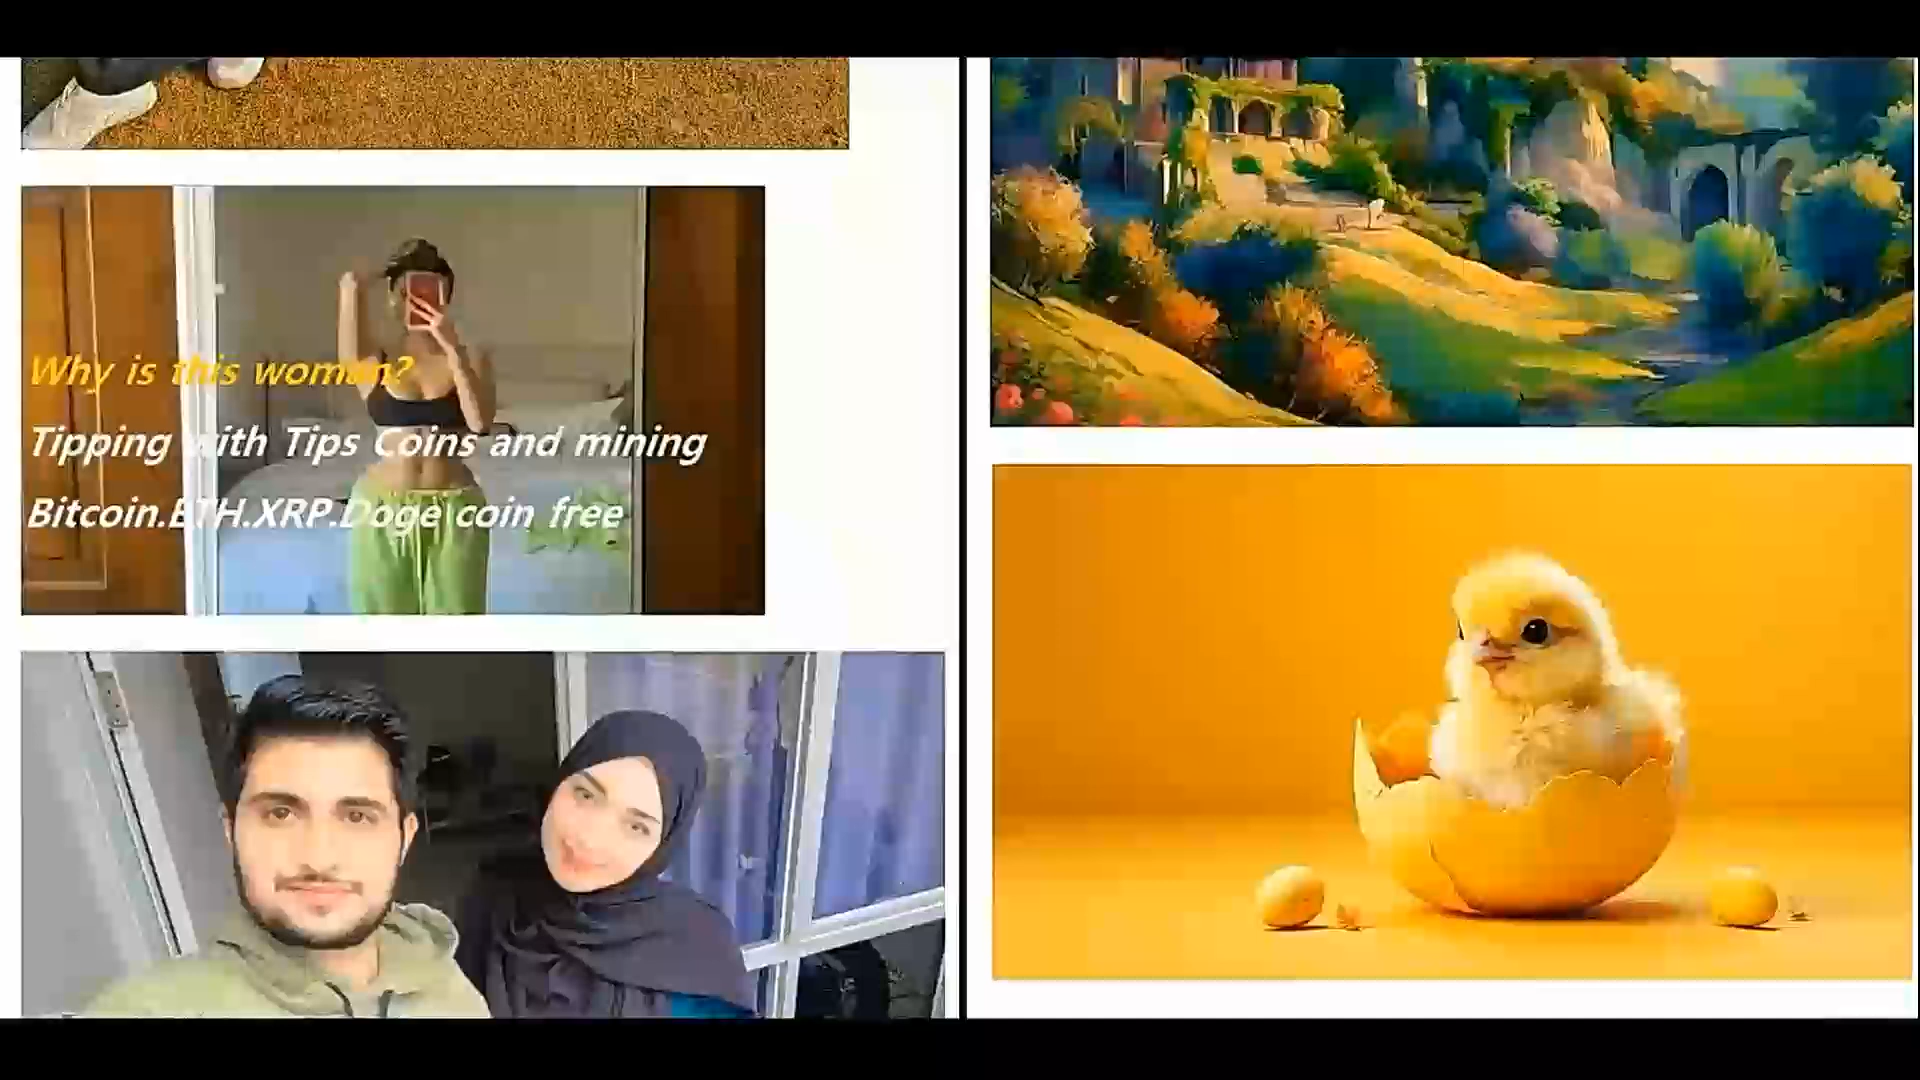 Why is this woman?
Tipping with Tips Coins and mining
Bitcoin.ETH.XRP.Doge coin free